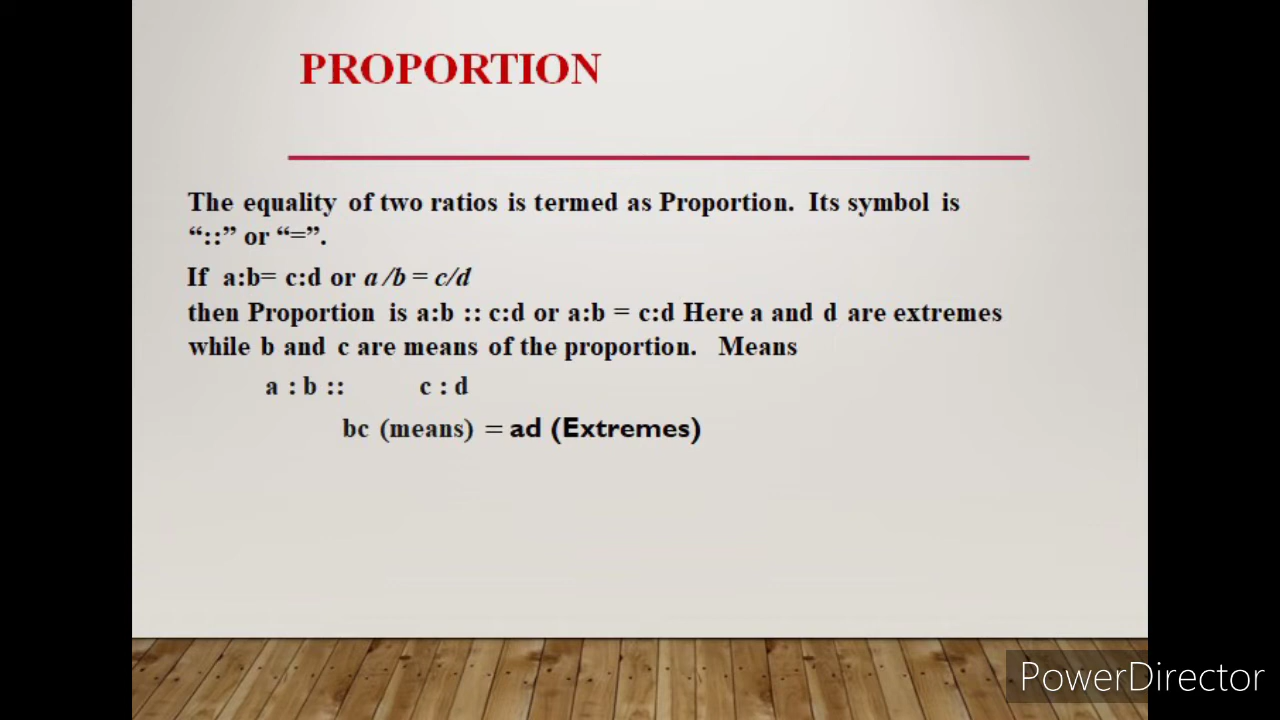 PROPORTION
The equality of two ratios is termed as Proportion. Its symbol is
“::” or “=”.
If a:b= c:d or a /b = c/d
then Proportion is a:b :: c:d or a:b = c:d Here a and d are extremes
while b and c are means of the proportion. Means
a : b :: c : d
bc (means) = ad (Extremes)
PowerDirector